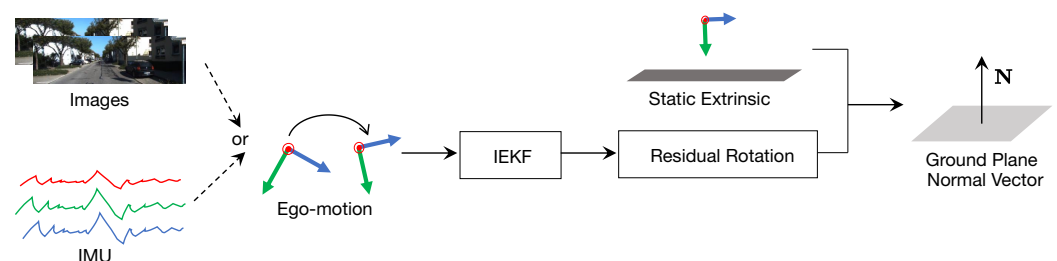 Images
or
IMU
Ego-motion
IEKF
Static Extrinsic
Residual Rotation
N
Ground Plane
Normal Vector